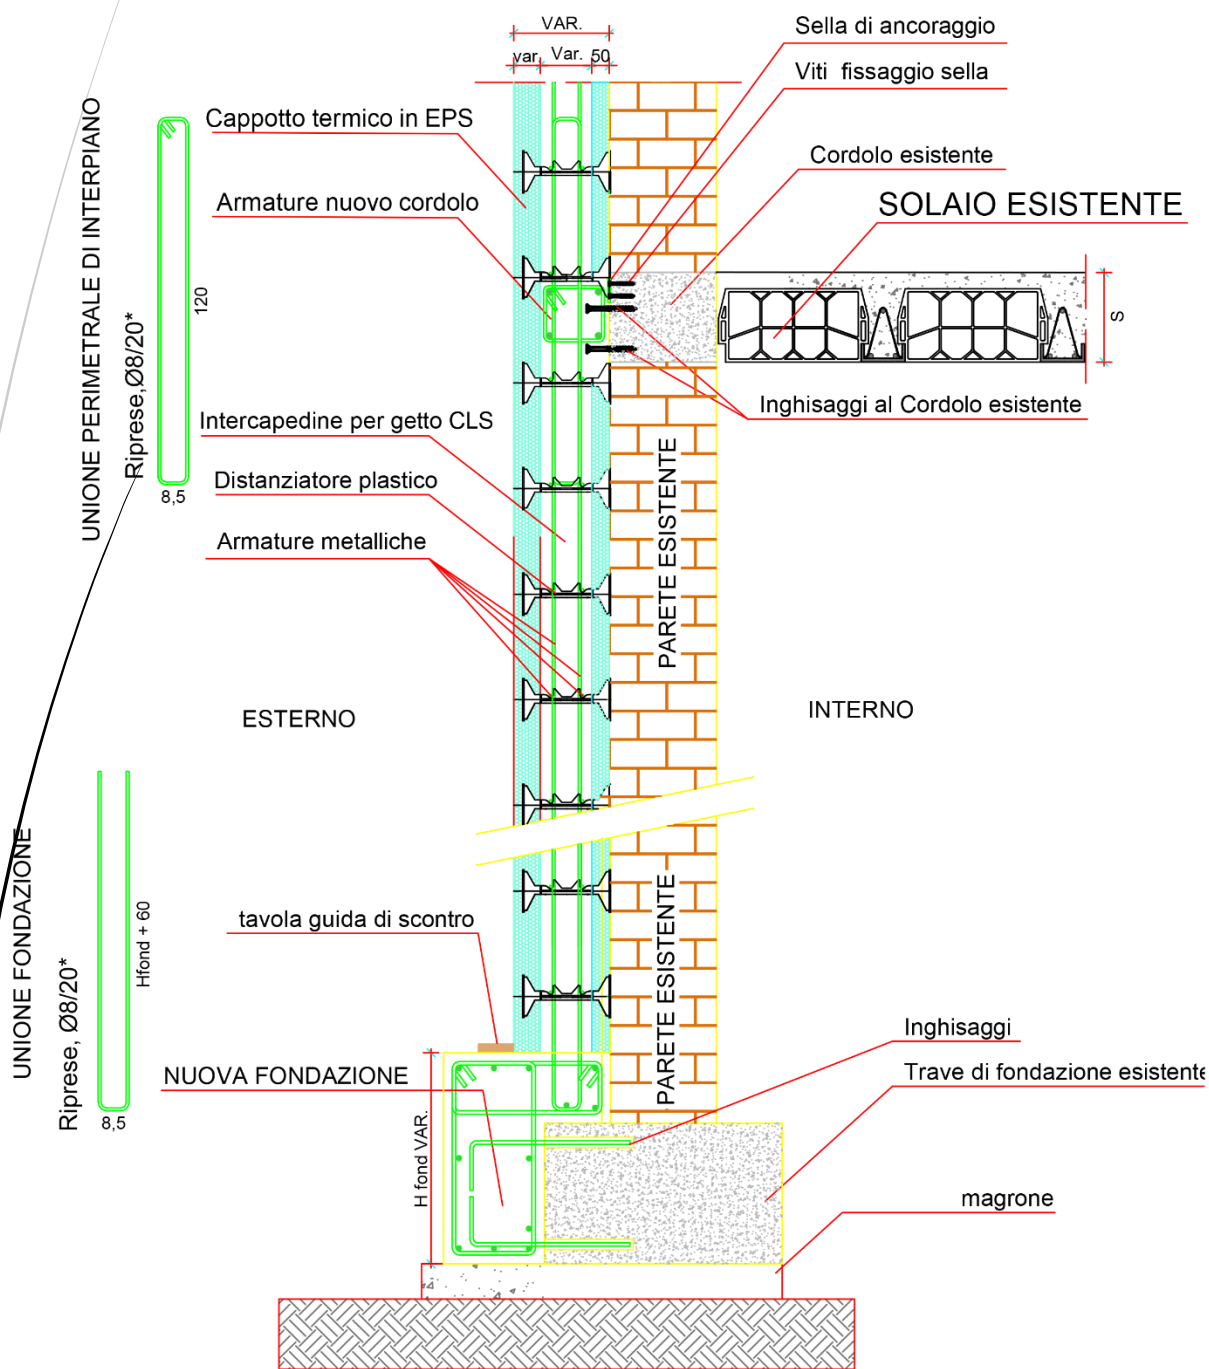 VAR.
var
Var.
50
Sella di ancoraggio
Viti fissaggio sella
Cappotto termico in EPS
Cordolo esistente
Armature nuovo cordolo
SOLAIO ESISTENTE
UNIONE PERIMETRALE DI INTERPIANO
Riprese,Ø8/20*
120
8,5
S
Inghisaggi al Cordolo esistente
Intercapedine per getto CLS
Distanziatore plastico
Armature metalliche
PARETE ESISTENTE
ESTERNO
INTERNO
UNIONE FONDAZIONE
Riprese, Ø8/20*
Hfond + 60
8,5
tavola guida di scontro
PARETE ESISTENTE
NUOVA FONDAZIONE
H fond VAR.
Inghisaggi
Trave di fondazione esistente
magrone